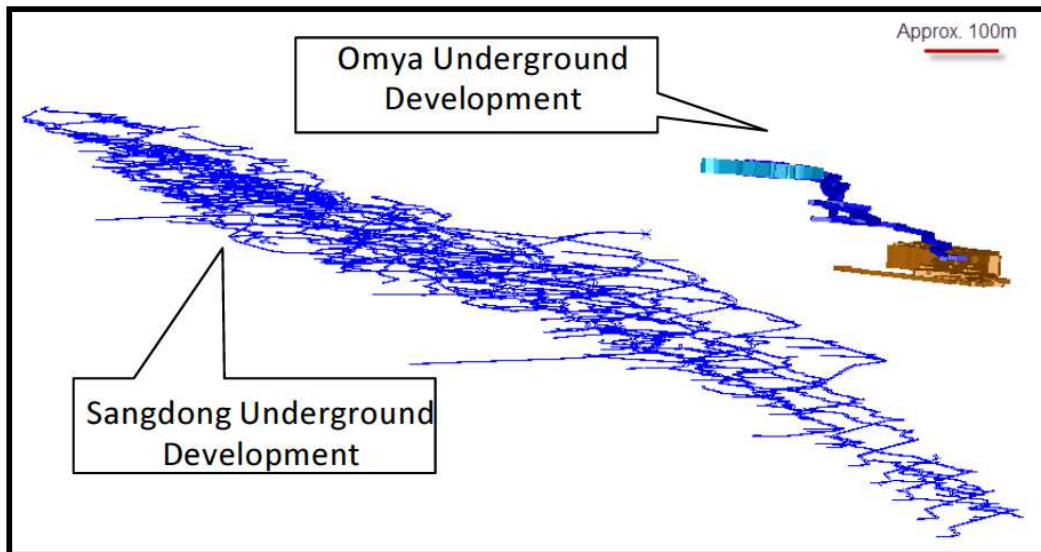 Approx. 100m
Omya Underground
Development
Sangdong Underground
Development